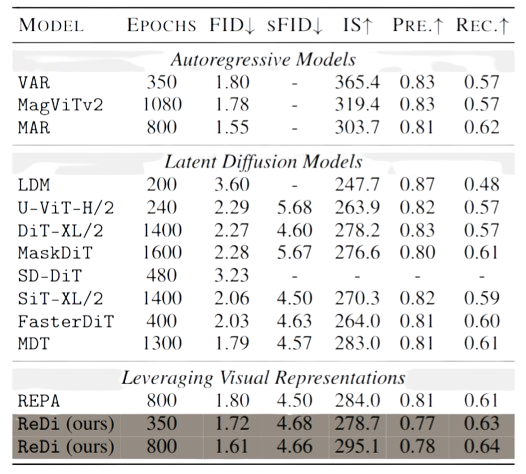 MODEL EPOCHS FID↓ SFID↓ IS↑ PRE.↑ REC.↑
Autoregressive Models
VAR 350 1.80 - 365.4 0.83 0.57
MagViTv2 1080 1.78 - 319.4 0.83 0.57
MAR 800 1.55 - 303.7 0.81 0.62
Latent Diffusion Models
LDM 200 3.60 - 247.7 0.87 0.48
U-ViT-H/2 240 2.29 5.68 263.9 0.82 0.57
DiT-XL/2 1400 2.27 4.60 278.2 0.83 0.57
MaskDiT 1600 2.28 5.67 276.6 0.80 0.61
SD-DiT 480 3.23 - - - -
SiT-XL/2 1400 2.06 4.50 270.3 0.82 0.59
FasterDiT 400 2.03 4.63 264.0 0.81 0.60
MDT 1300 1.79 4.57 283.0 0.81 0.61
Leveraging Visual Representations
REPA 800 1.80 4.50 284.0 0.81 0.61
ReDi (ours) 350 1.72 4.68 278.7 0.77 0.63
ReDi (ours) 800 1.61 4.66 295.1 0.78 0.64